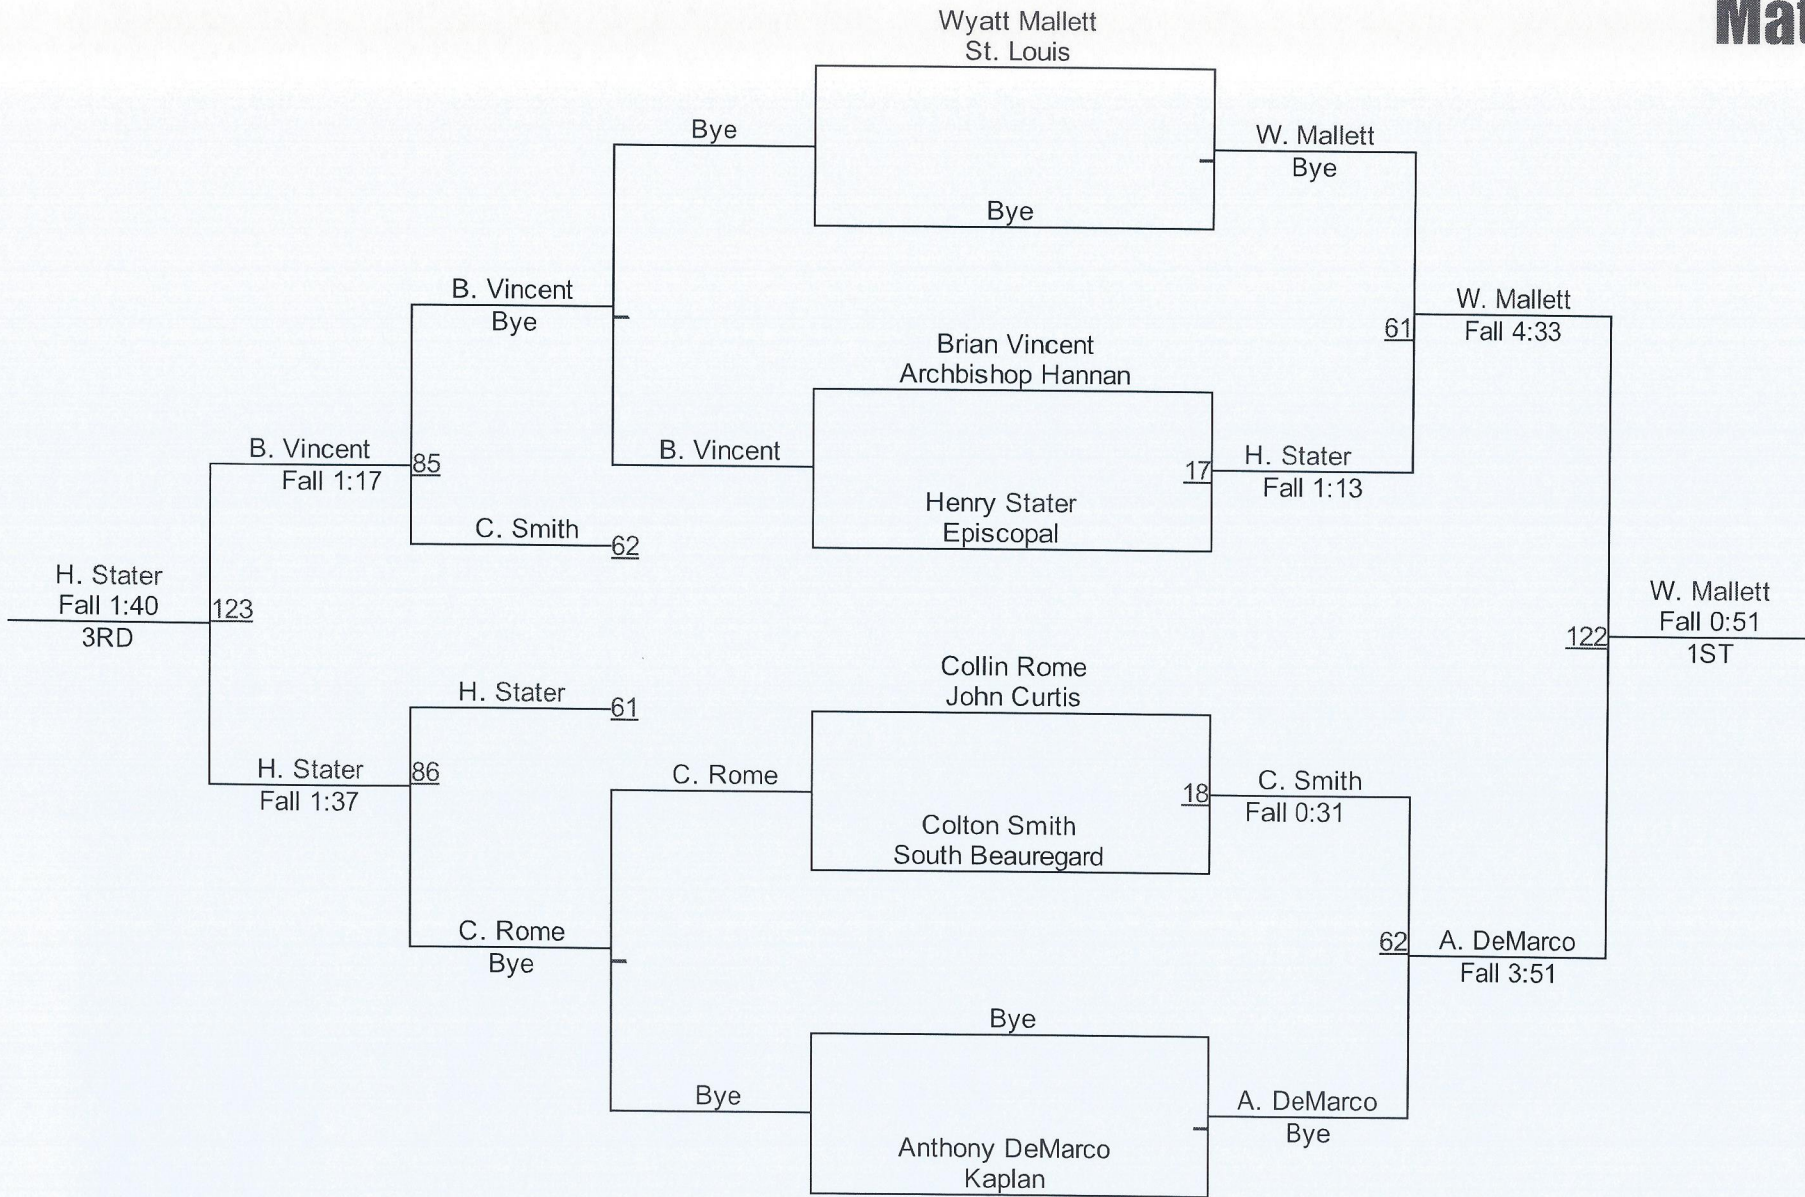 Mat
Wyatt Mallett
St. Louis
Bye
W. Mallett
Bye
Bye
B. Vincent
Bye
W. Mallett
Fall 4:33
61
Brian Vincent
Archbishop Hannan
B. Vincent
Fall 1:17
85
B. Vincent
17
H. Stater
Fall 1:13
Henry Stater
Episcopal
C. Smith
62
H. Stater
Fall 1:40
3RD
123
W. Mallett
Fall 0:51
1ST
122
Collin Rome
John Curtis
H. Stater
61
H. Stater
Fall 1:37
86
C. Rome
18
C. Smith
Fall 0:31
Colton Smith
South Beauregard
C. Rome
Bye
62
A. DeMarco
Fall 3:51
Bye
Bye
A. DeMarco
Bye
Anthony DeMarco
Kaplan